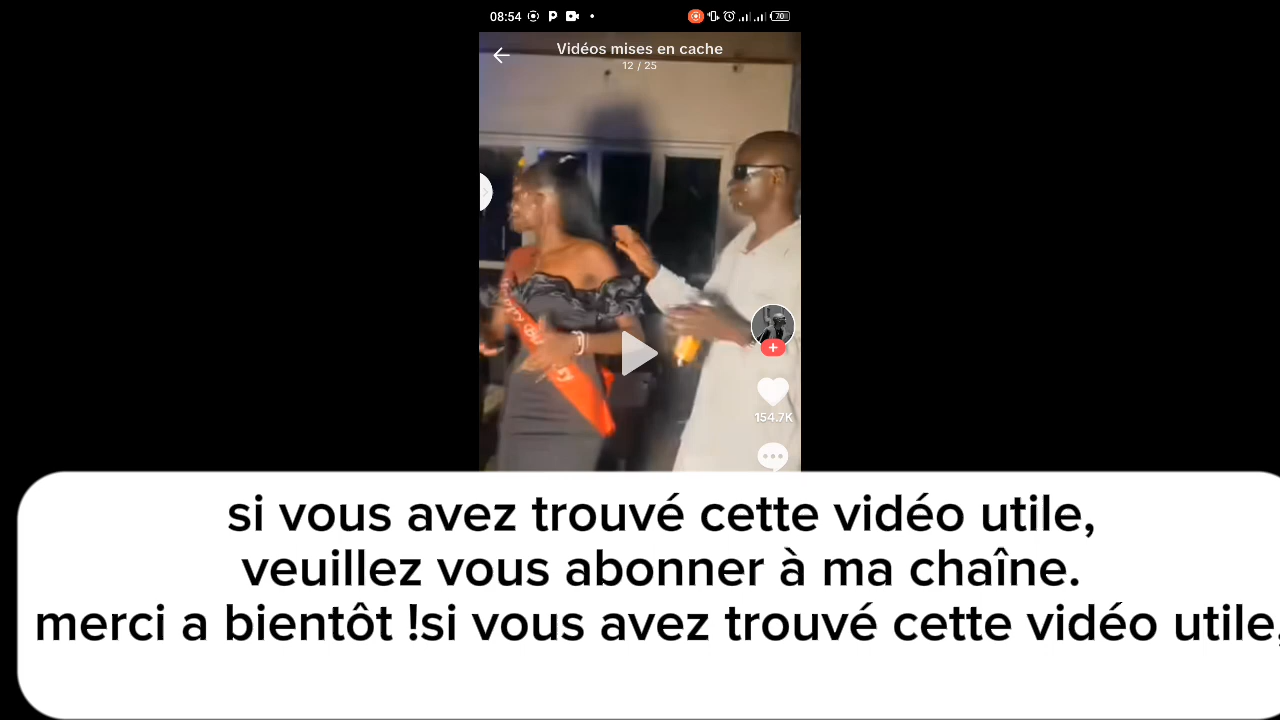 08:54 P 70
Vidéos mises en cache
12 / 25
154.7K
si vous avez trouvé cette vidéo utile,
veuillez vous abonner à ma chaîne.
merci a bientôt !si vous avez trouvé cette vidéo utile,